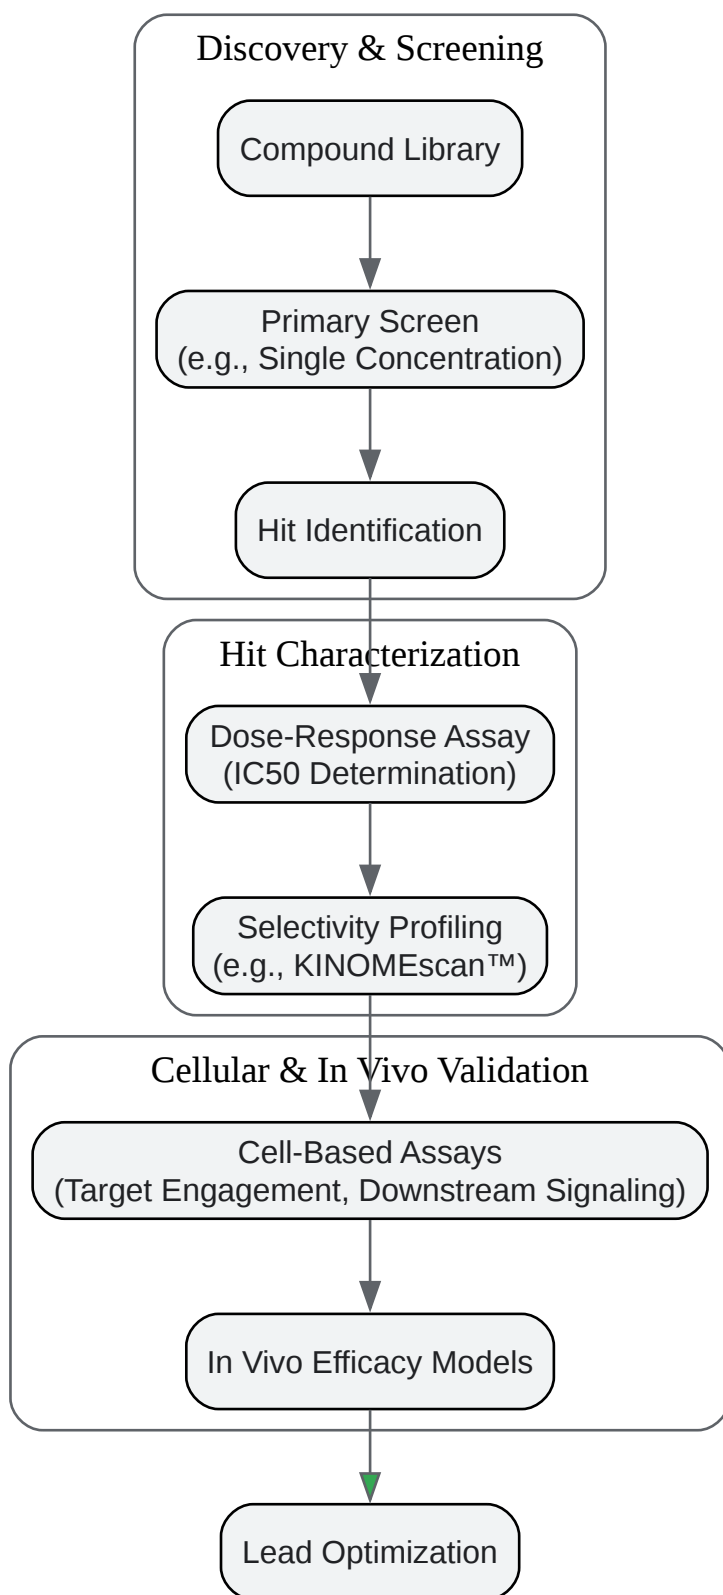 Discovery & Screening
Compound Library
Primary Screen
(e.g., Single Concentration)
Hit Identification
Hit Characterization
Dose-Response Assay
(IC50 Determination)
Selectivity Profiling
(e.g., KINOMEscan™)
Cellular & In Vivo Validation
Cell-Based Assays
(Target Engagement, Downstream Signaling)
In Vivo Efficacy Models
Lead Optimization